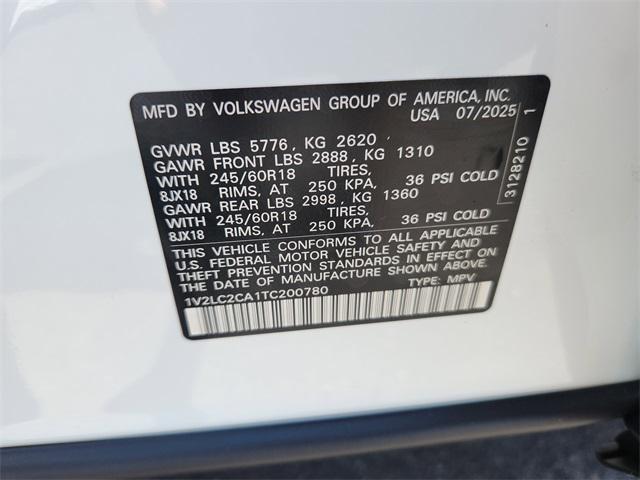 MFD BY VOLKSWAGEN GROUP OF AMERICA, INC.
USA 07/2025
GVWR LBS 5776, KG 2620
GAWR FRONT LBS 2888, KG 1310
WITH 245/60R18 TIRES,
8JX18 RIMS, AT 250 KPA, 36 PSI COLD
GAWR REAR LBS 2998, KG 1360
WITH 245/60R18 TIRES,
8JX18 RIMS, AT 250 KPA, 36 PSI COLD
THIS VEHICLE CONFORMS TO ALL APPLICABLE
U.S. FEDERAL MOTOR VEHICLE SAFETY AND
THEFT PREVENTION STANDARDS IN EFFECT ON
THE DATE OF MANUFACTURE SHOWN ABOVE.
1V2LC2CA1TC200780 TYPE: MPV
3128210 1